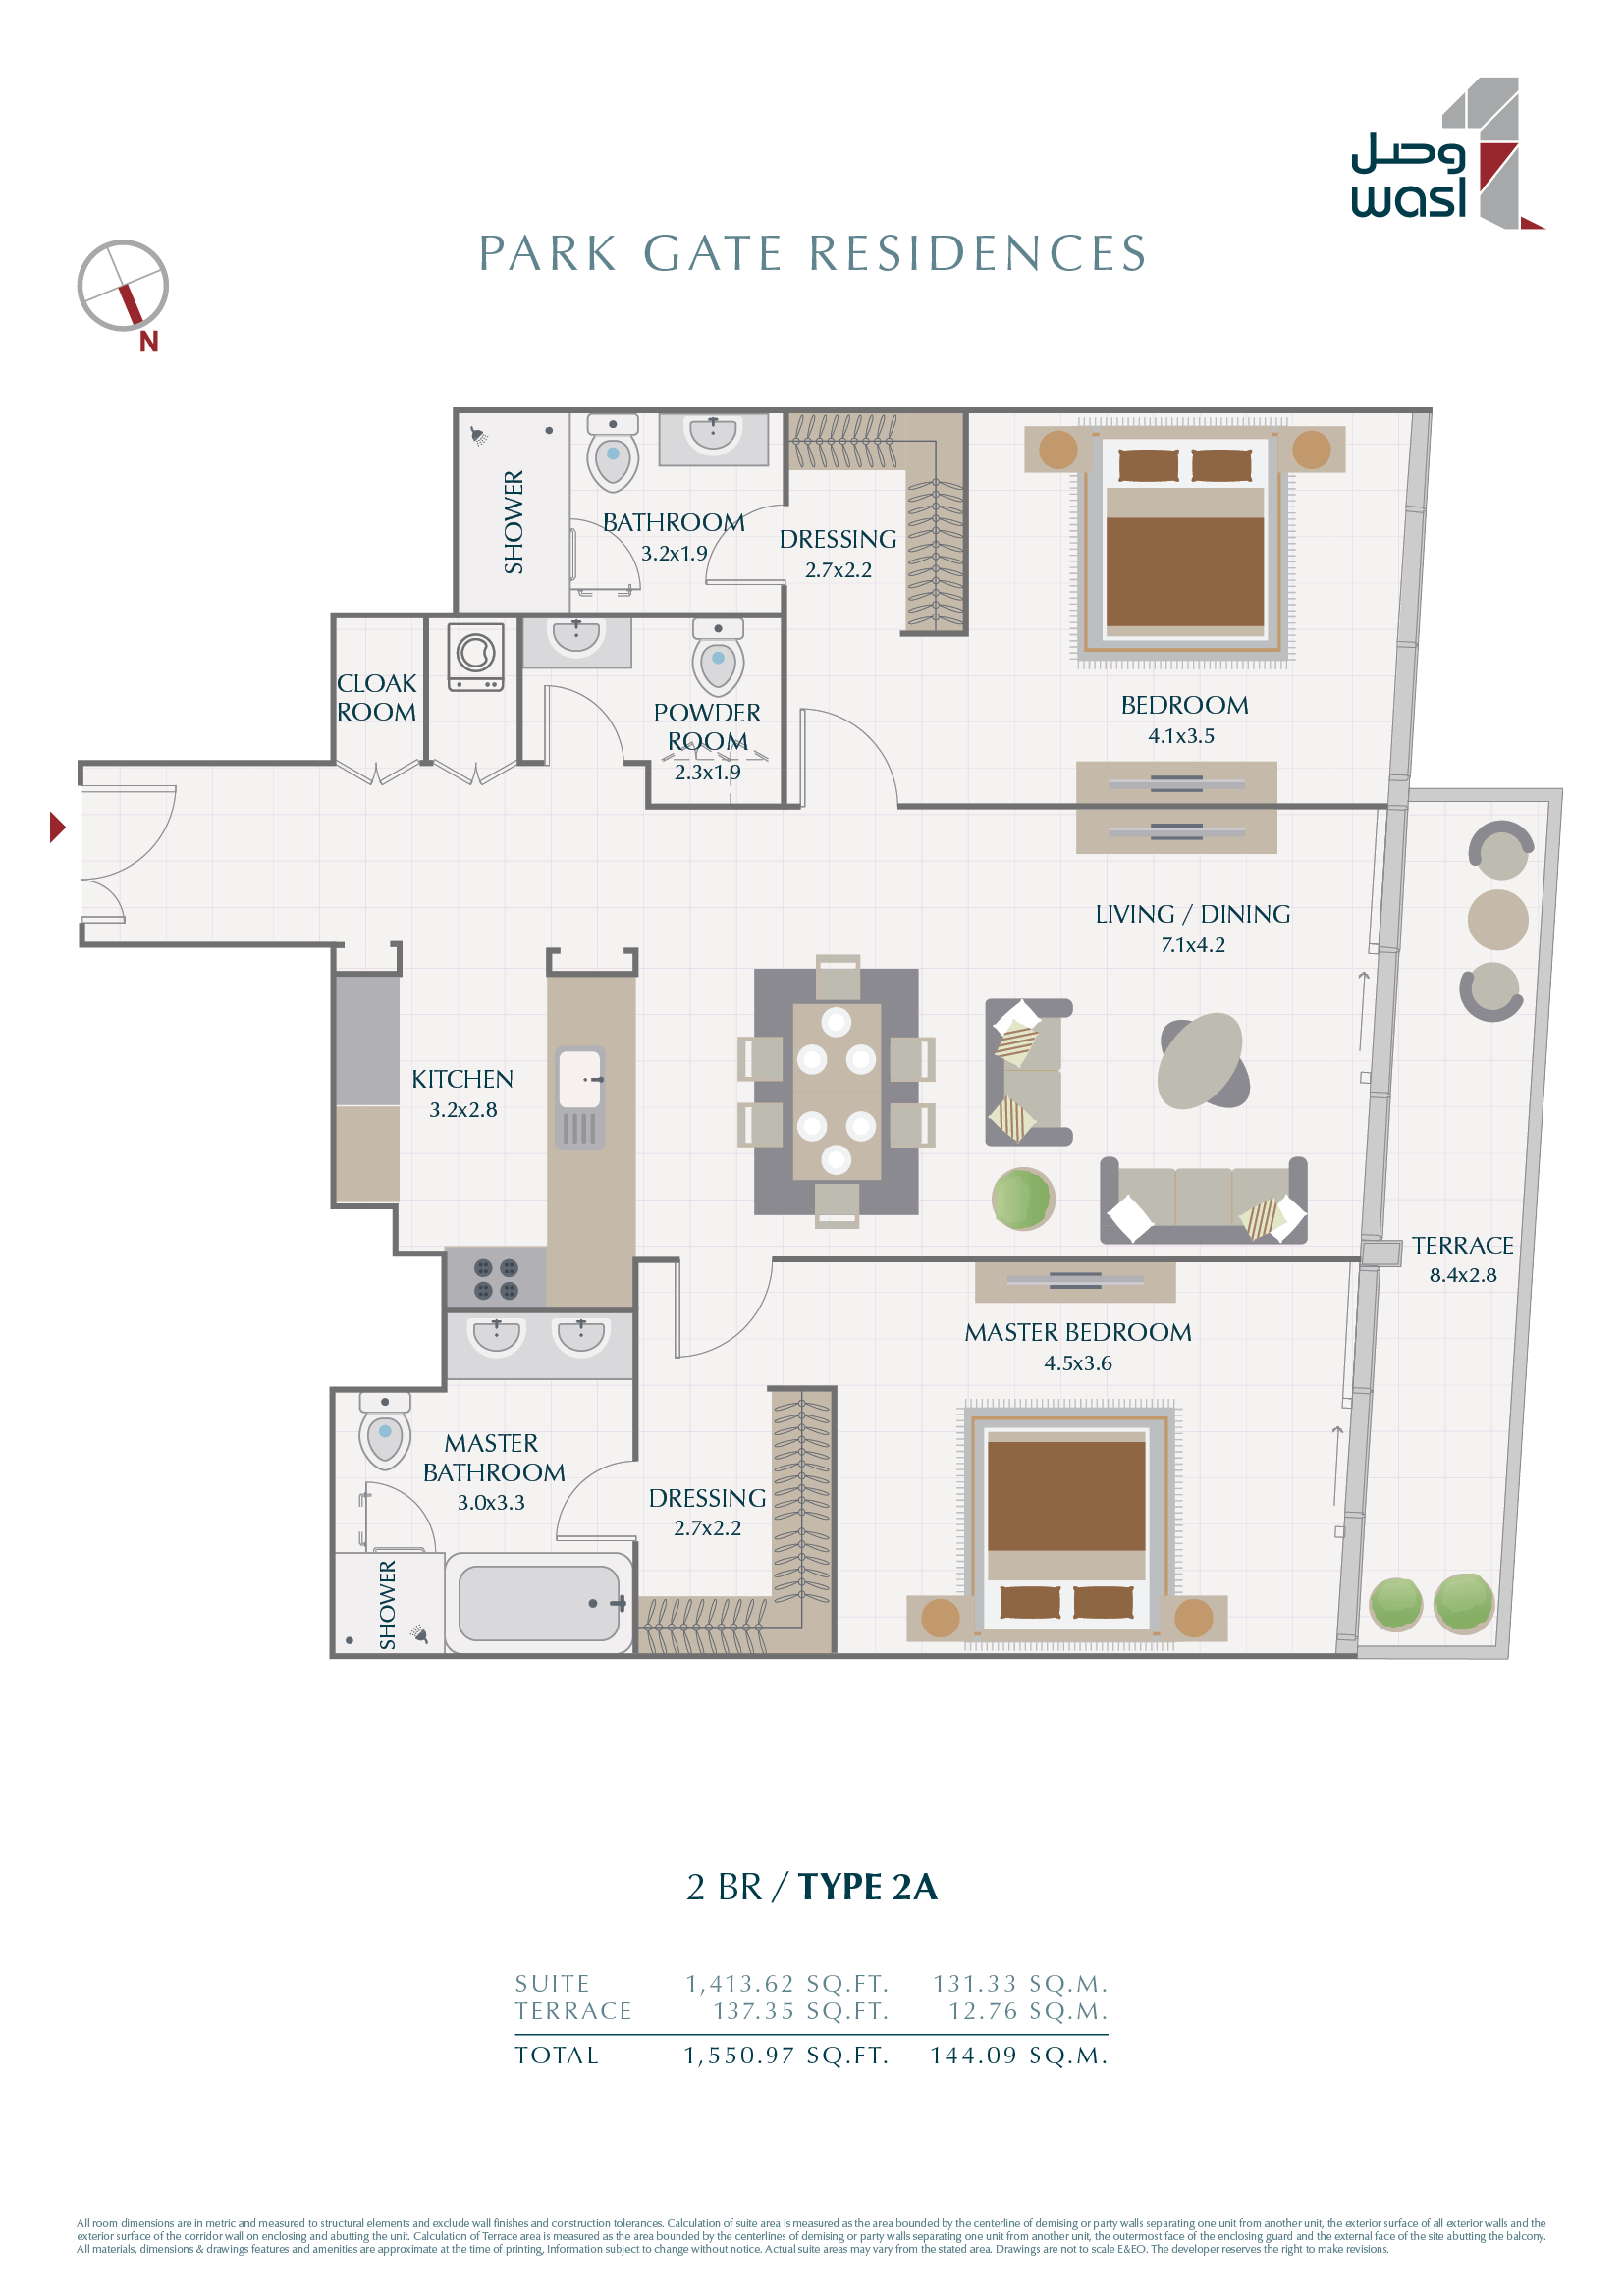 وصل
wasl
PARK GATE RESIDENCES
N
SHOWER
BATHROOM
3.2x1.9
DRESSING
2.7x2.2
CLOAK
ROOM
POWDER
ROOM
2.3x1.9
BEDROOM
4.1x3.5
LIVING / DINING
7.1x4.2
KITCHEN
3.2x2.8
TERRACE
8.4x2.8
MASTER BEDROOM
4.5x3.6
MASTER
BATHROOM
3.0x3.3
DRESSING
2.7x2.2
SHOWER
2 BR / TYPE 2A
SUITE 1,413.62 SQ.FT. 131.33 SQ.M.
TERRACE 137.35 SQ.FT. 12.76 SQ.M.
TOTAL 1,550.97 SQ.FT. 144.09 SQ.M.
All room dimensions are in metric and measured to structural elements and exclude wall finishes and construction tolerances. Calculation of suite area is measured as the area bounded by the centerline of demising or party walls separating one unit from another unit, the exterior surface of all exterior walls and the
exterior surface of the corridor wall on enclosing and abutting the unit. Calculation of Terrace area is measured as the area bounded by the centerlines of demising or party walls separating one unit from another unit, the outermost face of the enclosing guard and the external face of the site abutting the balcony.
All materials, dimensions & drawings features and amenities are approximate at the time of printing, Information subject to change without notice. Actual suite areas may vary from the stated area. Drawings are not to scale E&EO. The developer reserves the right to make revisions.